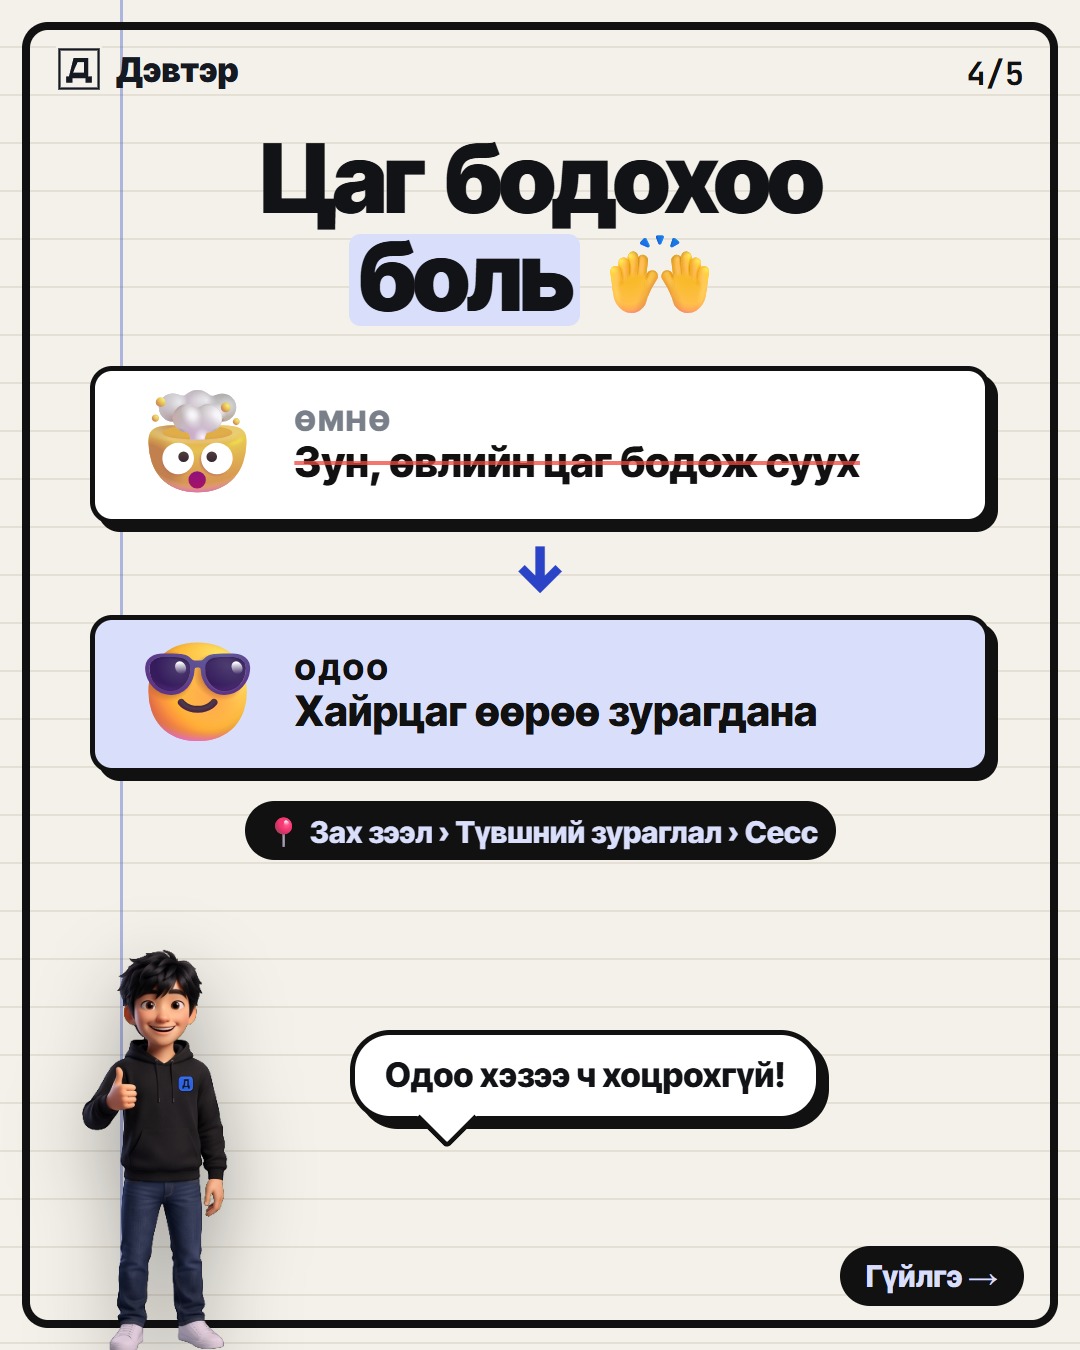 Д Дэвтэр
4/5
Цаг бодохоо
боль 🙌
өмнө
Зун, өвлийн цаг бодож суух
↓
одоо
Хайрцаг өөрөө зурагдана
📍 Зах зээл › Түвшний зураглал › Сесс
Д
Одоо хэзээ ч хоцрохгүй!
Гүйлгэ →